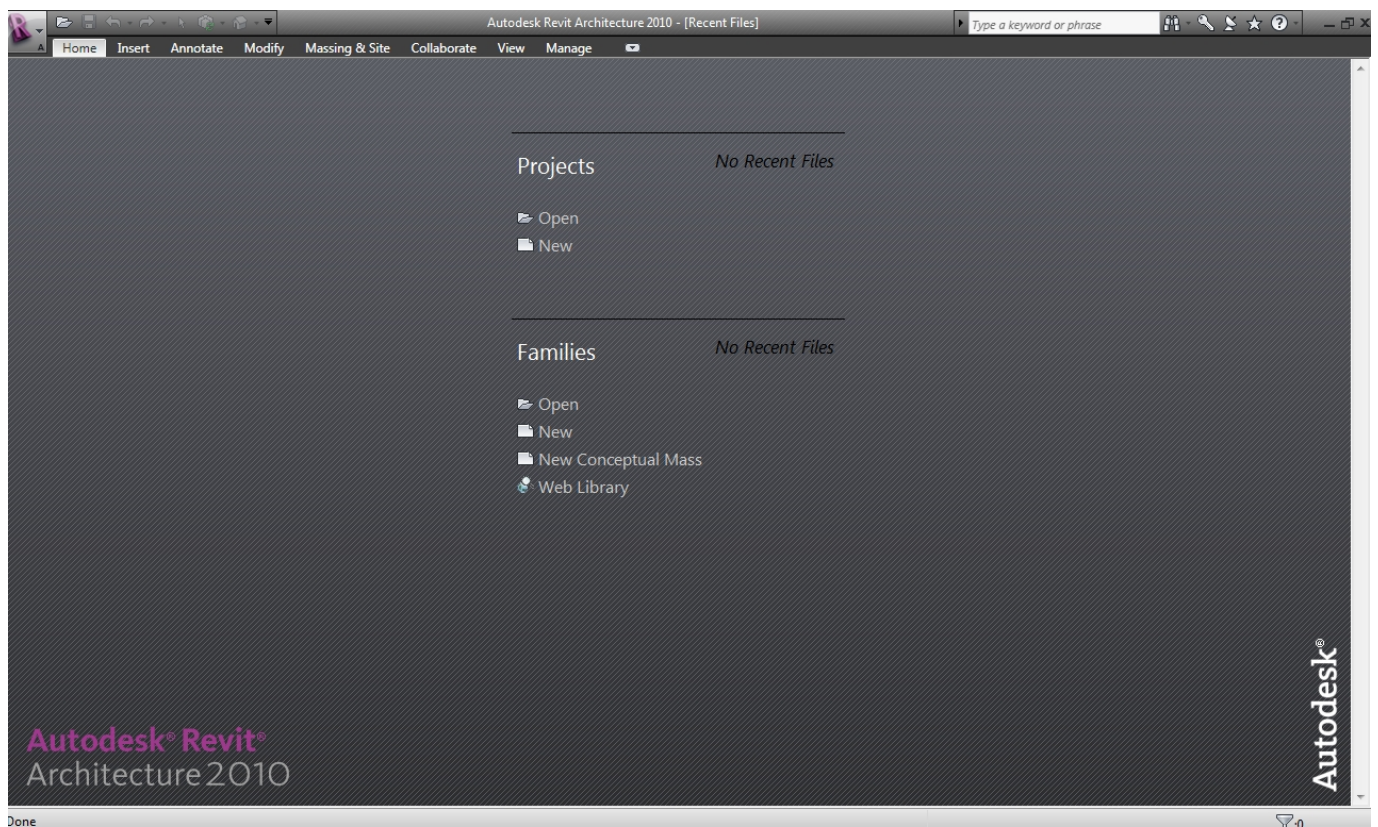 Autodesk Revit Architecture 2010 - [Recent Files]
Type a keyword or phrase
Home Insert Annotate Modify Massing & Site Collaborate View Manage
Projects No Recent Files
Open
New
Families No Recent Files
Open
New
New Conceptual Mass
Web Library
Autodesk®
Autodesk® Revit®
Architecture 2010
Done :0